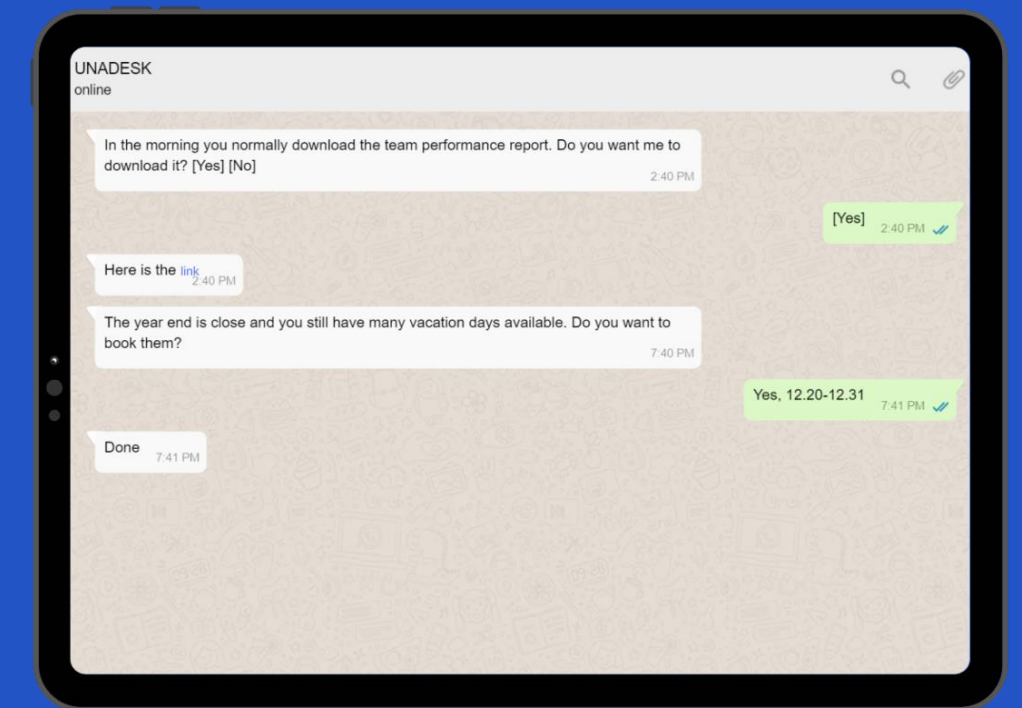 UNADESK
online
In the morning you normally download the team performance report. Do you want me to
download it? [Yes] [No]
2:40 PM
[Yes]
2:40 PM
Here is the link
2:40 PM
The year end is close and you still have many vacation days available. Do you want to
book them?
7:40 PM
Yes, 12.20-12.31
7:41 PM
Done
7:41 PM